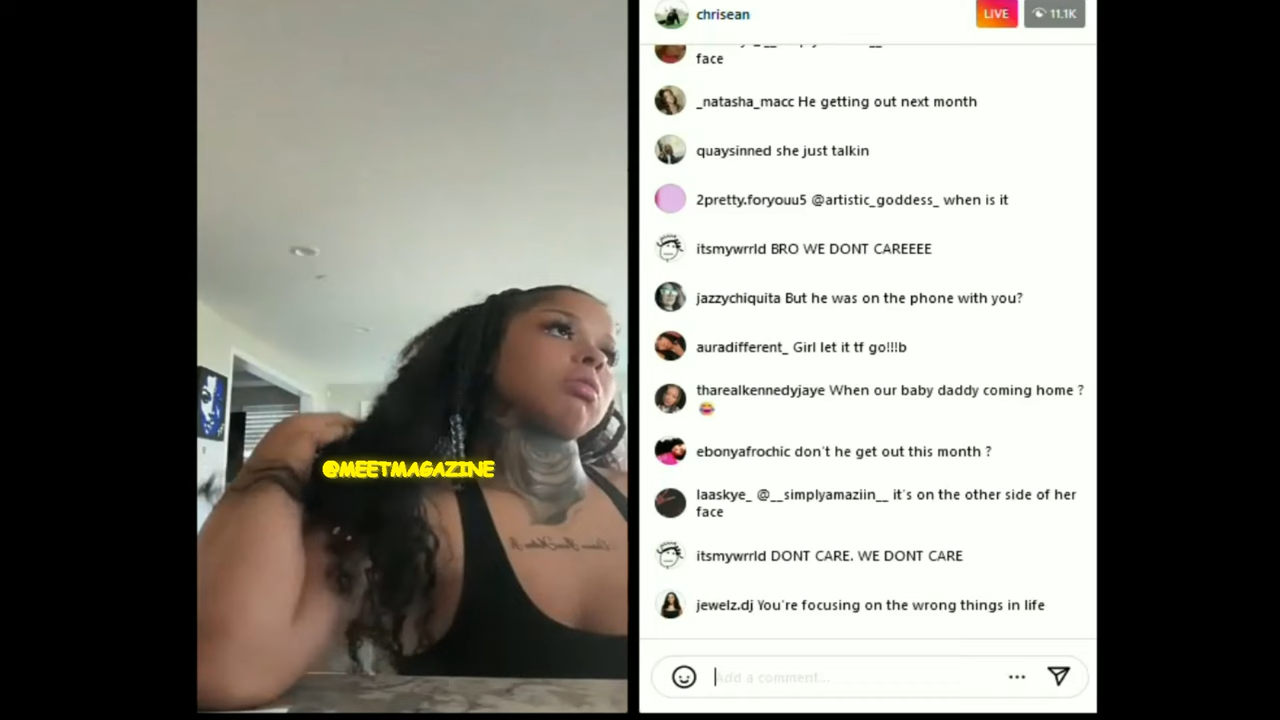 chrisean
LIVE
11.1K
face
_natasha_macc He getting out next month
quaysinned she just talkin
2pretty.foryouu5 @artistic_goddess_ when is it
itsmywrrld BRO WE DONT CAREEEE
jazzychiquita But he was on the phone with you?
auradifferent_ Girl let it tf go!!!b
tharealkennedyjaye When our baby daddy coming home ?
😂
ebonyafrochic don't he get out this month ?
laaskye_ @__simplyamaziin__ it's on the other side of her
face
itsmywrrld DONT CARE. WE DONT CARE
jewelz.dj You're focusing on the wrong things in life
Add a comment...
@MEETMAGAZINE